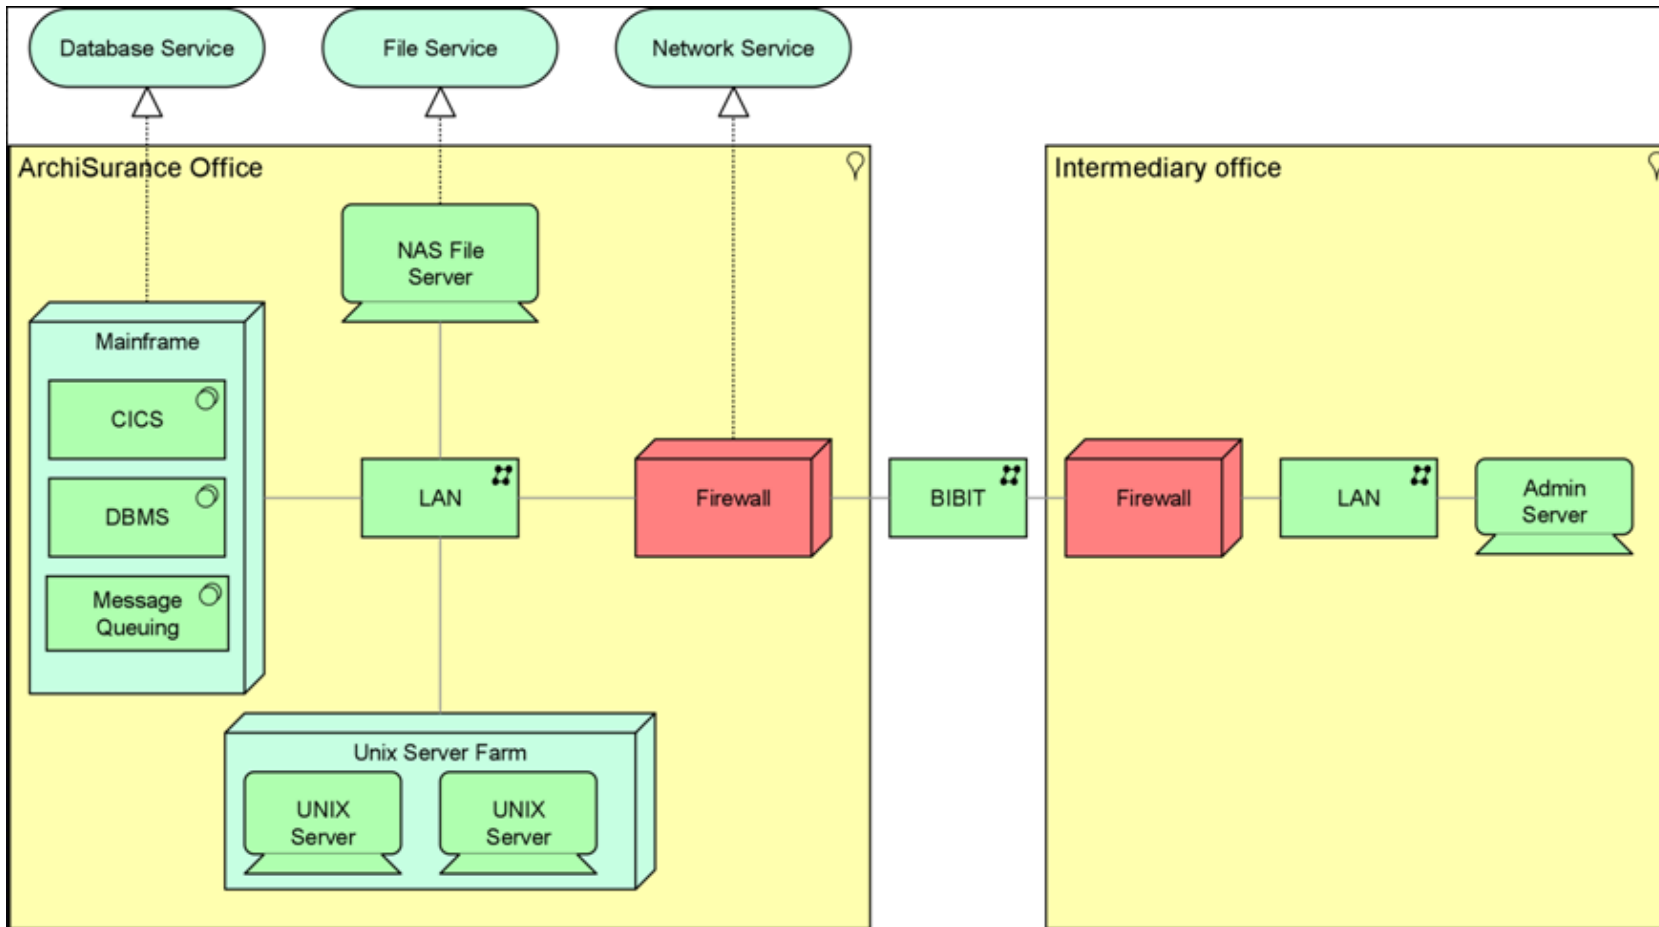 Database Service
File Service
Network Service
ArchiSurance Office
Intermediary office
NAS File
Server
Mainframe
CICS
DBMS
Message
Queuing
LAN
Firewall
BIBIT
Firewall
LAN
Admin
Server
Unix Server Farm
UNIX
Server
UNIX
Server